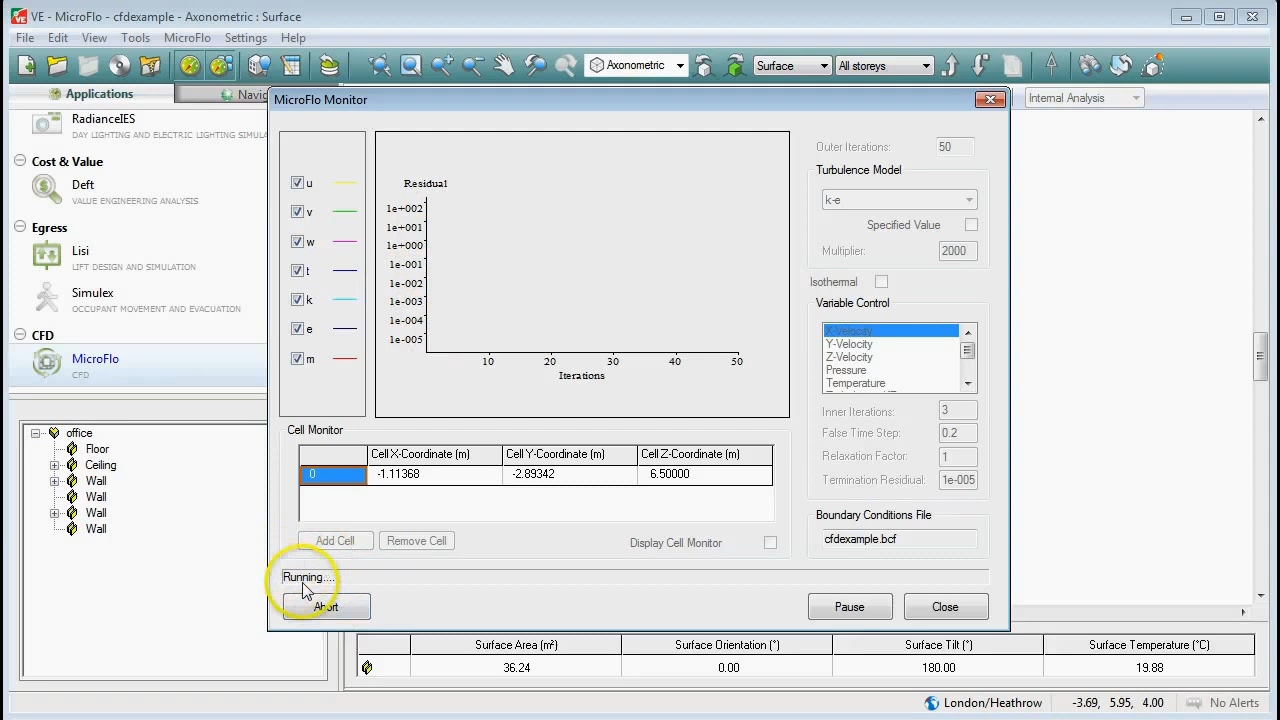 VE - MicroFlo - cfdexample - Axonometric : Surface
File Edit View Tools MicroFlo Settings Help
Axonometric Surface All storeys
Applications
Navig
Internal Analysis
RadianceIES
DAY LIGHTING AND ELECTRIC LIGHTING SIMULA
Cost & Value
Deft
VALUE ENGINEERING ANALYSIS
Egress
Lisi
LIFT DESIGN AND SIMULATION
Simulex
OCCUPANT MOVEMENT AND EVACUATION
CFD
MicroFlo
CFD
office
Floor
Ceiling
Wall
Wall
Wall
Wall
MicroFlo Monitor
u
v
w
t
k
e
m
Residual
1e+002
1e+001
1e+000
1e-001
1e-002
1e-003
1e-004
1e-005
10 20 30 40 50
Iterations
Outer Iterations: 50
Turbulence Model
k-e
Specified Value
Multiplier: 2000
Isothermal
Variable Control
X-Velocity
Y-Velocity
Z-Velocity
Pressure
Temperature
Inner Iterations: 3
False Time Step: 0.2
Relaxation Factor: 1
Termination Residual: 1e-005
Boundary Conditions File
cfdexample.bcf
Cell Monitor
Cell X-Coordinate (m) Cell Y-Coordinate (m) Cell Z-Coordinate (m)
0 -1.11368 -2.89342 6.50000
Add Cell Remove Cell Display Cell Monitor
Running....
Abort Pause Close
Surface Area (m²) Surface Orientation (°) Surface Tilt (°) Surface Temperature (°C)
36.24 0.00 180.00 19.88
London/Heathrow -3.69, 5.95, 4.00 No Alerts